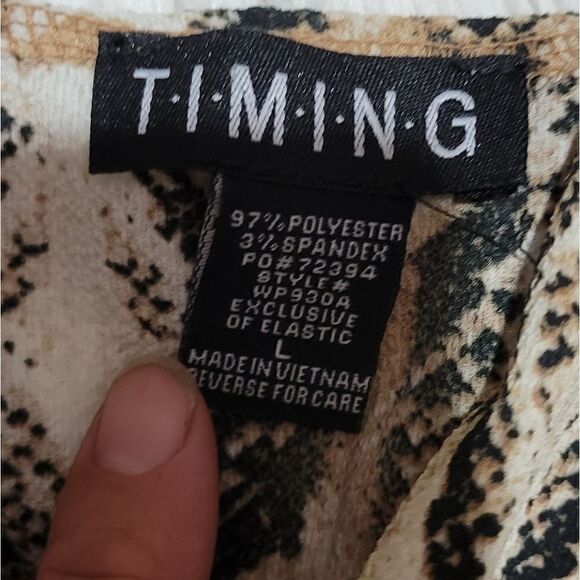 T·I·M·I·N·G
97% POLYESTER
3% SPANDEX
PO# 72394
STYLE#
WP930A
EXCLUSIVE
OF ELASTIC
L
MADE IN VIETNAM
REVERSE FOR CARE